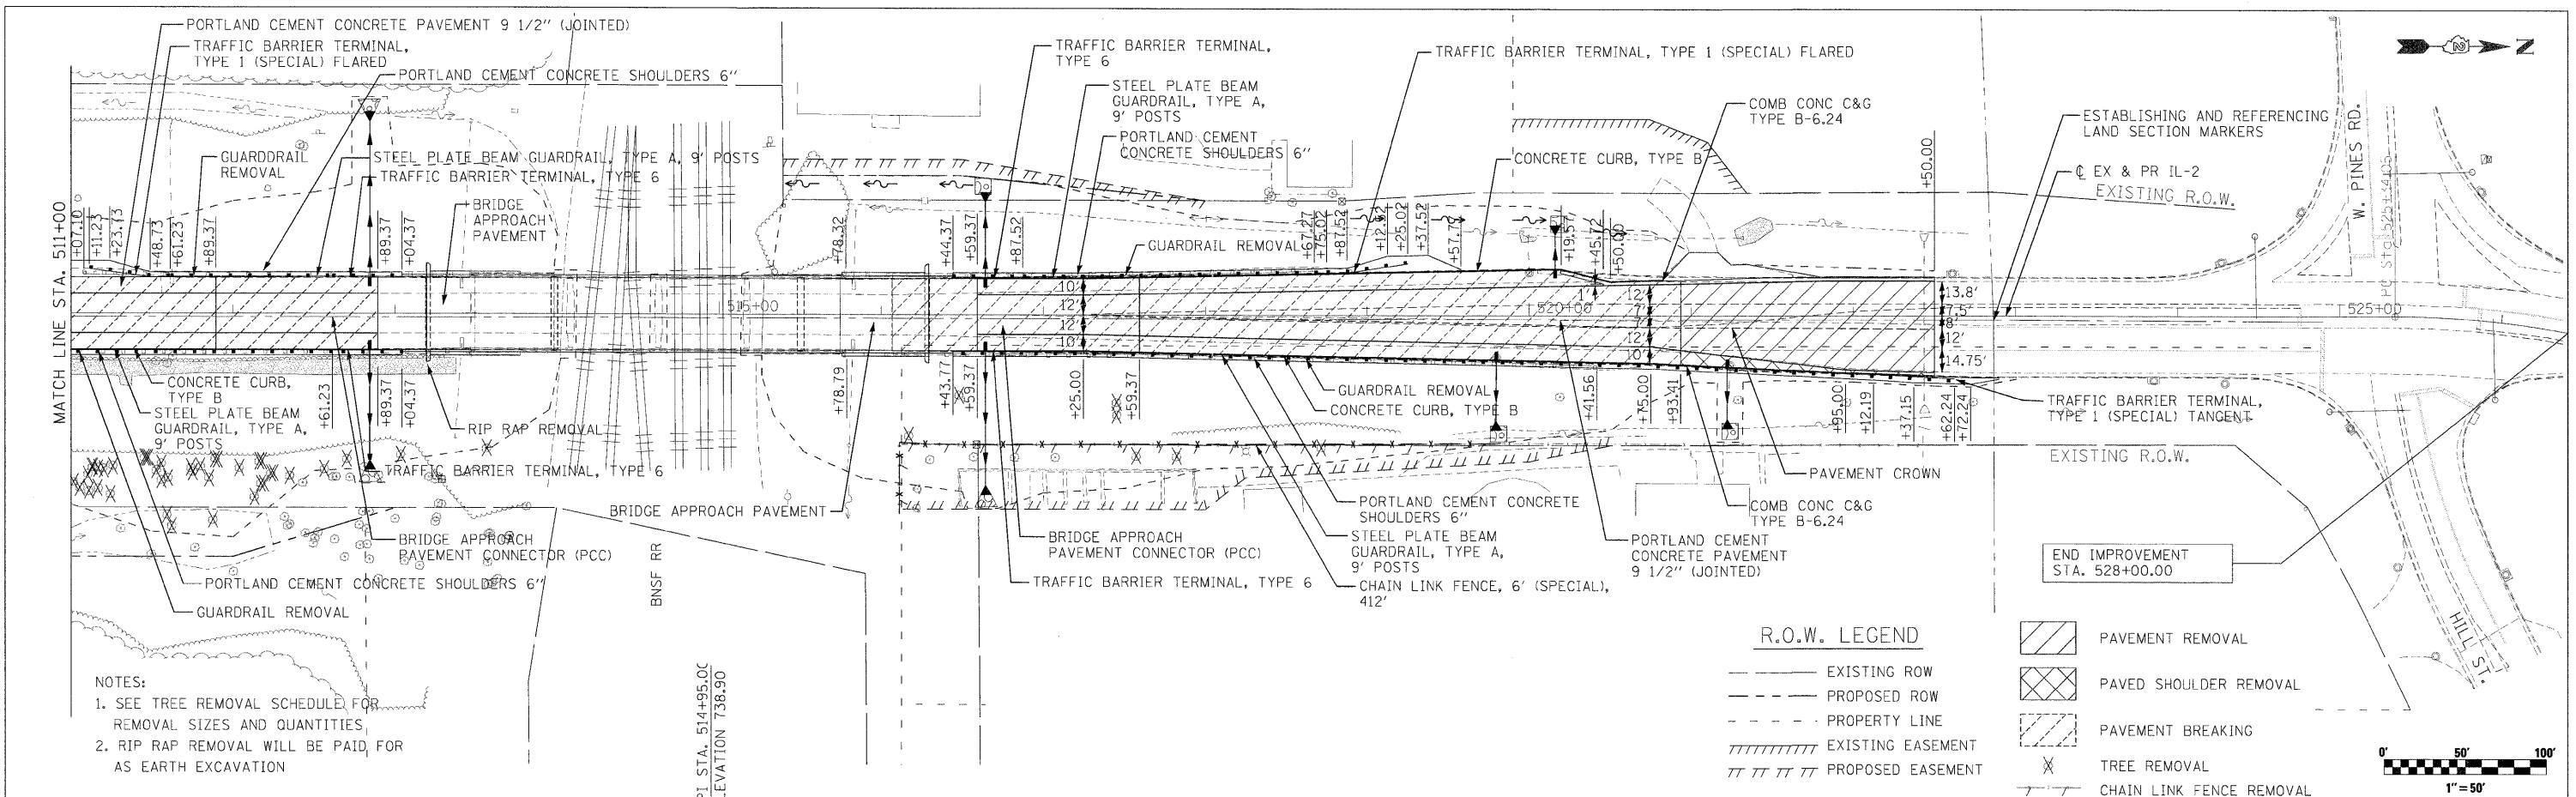 PORTLAND CEMENT CONCRETE PAVEMENT 9 1/2" (JOINTED)
TRAFFIC BARRIER TERMINAL,
TYPE 1 (SPECIAL) FLARED
PORTLAND CEMENT CONCRETE SHOULDERS 6"
GUARDDRAIL
REMOVAL
STEEL PLATE BEAM GUARDRAIL, TYPE A, 9' POSTS
TRAFFIC BARRIER TERMINAL, TYPE 6
BRIDGE
APPROACH
PAVEMENT
TRAFFIC BARRIER TERMINAL,
TYPE 6
STEEL PLATE BEAM
GUARDRAIL, TYPE A,
9' POSTS
PORTLAND CEMENT
CONCRETE SHOULDERS 6"
GUARDRAIL REMOVAL
TRAFFIC BARRIER TERMINAL, TYPE 1 (SPECIAL) FLARED
CONCRETE CURB, TYPE B
COMB CONC C&G
TYPE B-6.24
ESTABLISHING AND REFERENCING
LAND SECTION MARKERS
℄ EX & PR IL-2
EXISTING R.O.W.
W. PINES RD.
PC Sta 525+34.05
N
MATCH LINE STA. 511+00
+07.10
+11.23
+23.73
+48.73
+61.23
+89.37
+89.37
+04.37
+78.32
+44.37
+59.37
+87.52
+67.27
+75.02
+87.52
+12.52
+25.02
+37.52
+57.79
+19.57
+45.72
+50.00
+50.00
515+00
520+00
525+00
10'
12'
12'
10'
1'
12'
7'
7'
12'
10'
13.8'
7.5'
8'
12'
14.75'
+61.23
+89.37
+04.37
+78.79
+43.77
+59.37
+25.00
+59.37
+41.56
+75.00
+93.41
+95.00
+12.19
+37.15
+62.24
+72.24
CONCRETE CURB,
TYPE B
STEEL PLATE BEAM
GUARDRAIL, TYPE A,
9' POSTS
RIP RAP REMOVAL
TRAFFIC BARRIER TERMINAL, TYPE 6
BRIDGE APPROACH PAVEMENT
BRIDGE APPROACH
PAVEMENT CONNECTOR (PCC)
PORTLAND CEMENT CONCRETE SHOULDERS 6"
GUARDRAIL REMOVAL
BNSF RR
GUARDRAIL REMOVAL
CONCRETE CURB, TYPE B
BRIDGE APPROACH
PAVEMENT CONNECTOR (PCC)
TRAFFIC BARRIER TERMINAL, TYPE 6
PORTLAND CEMENT CONCRETE
SHOULDERS 6"
STEEL PLATE BEAM
GUARDRAIL, TYPE A,
9' POSTS
CHAIN LINK FENCE, 6' (SPECIAL),
412'
PORTLAND CEMENT
CONCRETE PAVEMENT
9 1/2" (JOINTED)
PAVEMENT CROWN
COMB CONC C&G
TYPE B-6.24
TRAFFIC BARRIER TERMINAL,
TYPE 1 (SPECIAL) TANGENT
EXISTING R.O.W.
END IMPROVEMENT
STA. 528+00.00
HILL ST.
NOTES:
1. SEE TREE REMOVAL SCHEDULE FOR
REMOVAL SIZES AND QUANTITIES
2. RIP RAP REMOVAL WILL BE PAID FOR
AS EARTH EXCAVATION
PI STA. 514+95.00
ELEVATION 738.90
R.O.W. LEGEND
EXISTING ROW
PROPOSED ROW
PROPERTY LINE
EXISTING EASEMENT
PROPOSED EASEMENT
PAVEMENT REMOVAL
PAVED SHOULDER REMOVAL
PAVEMENT BREAKING
TREE REMOVAL
CHAIN LINK FENCE REMOVAL
0' 50' 100'
1"=50'